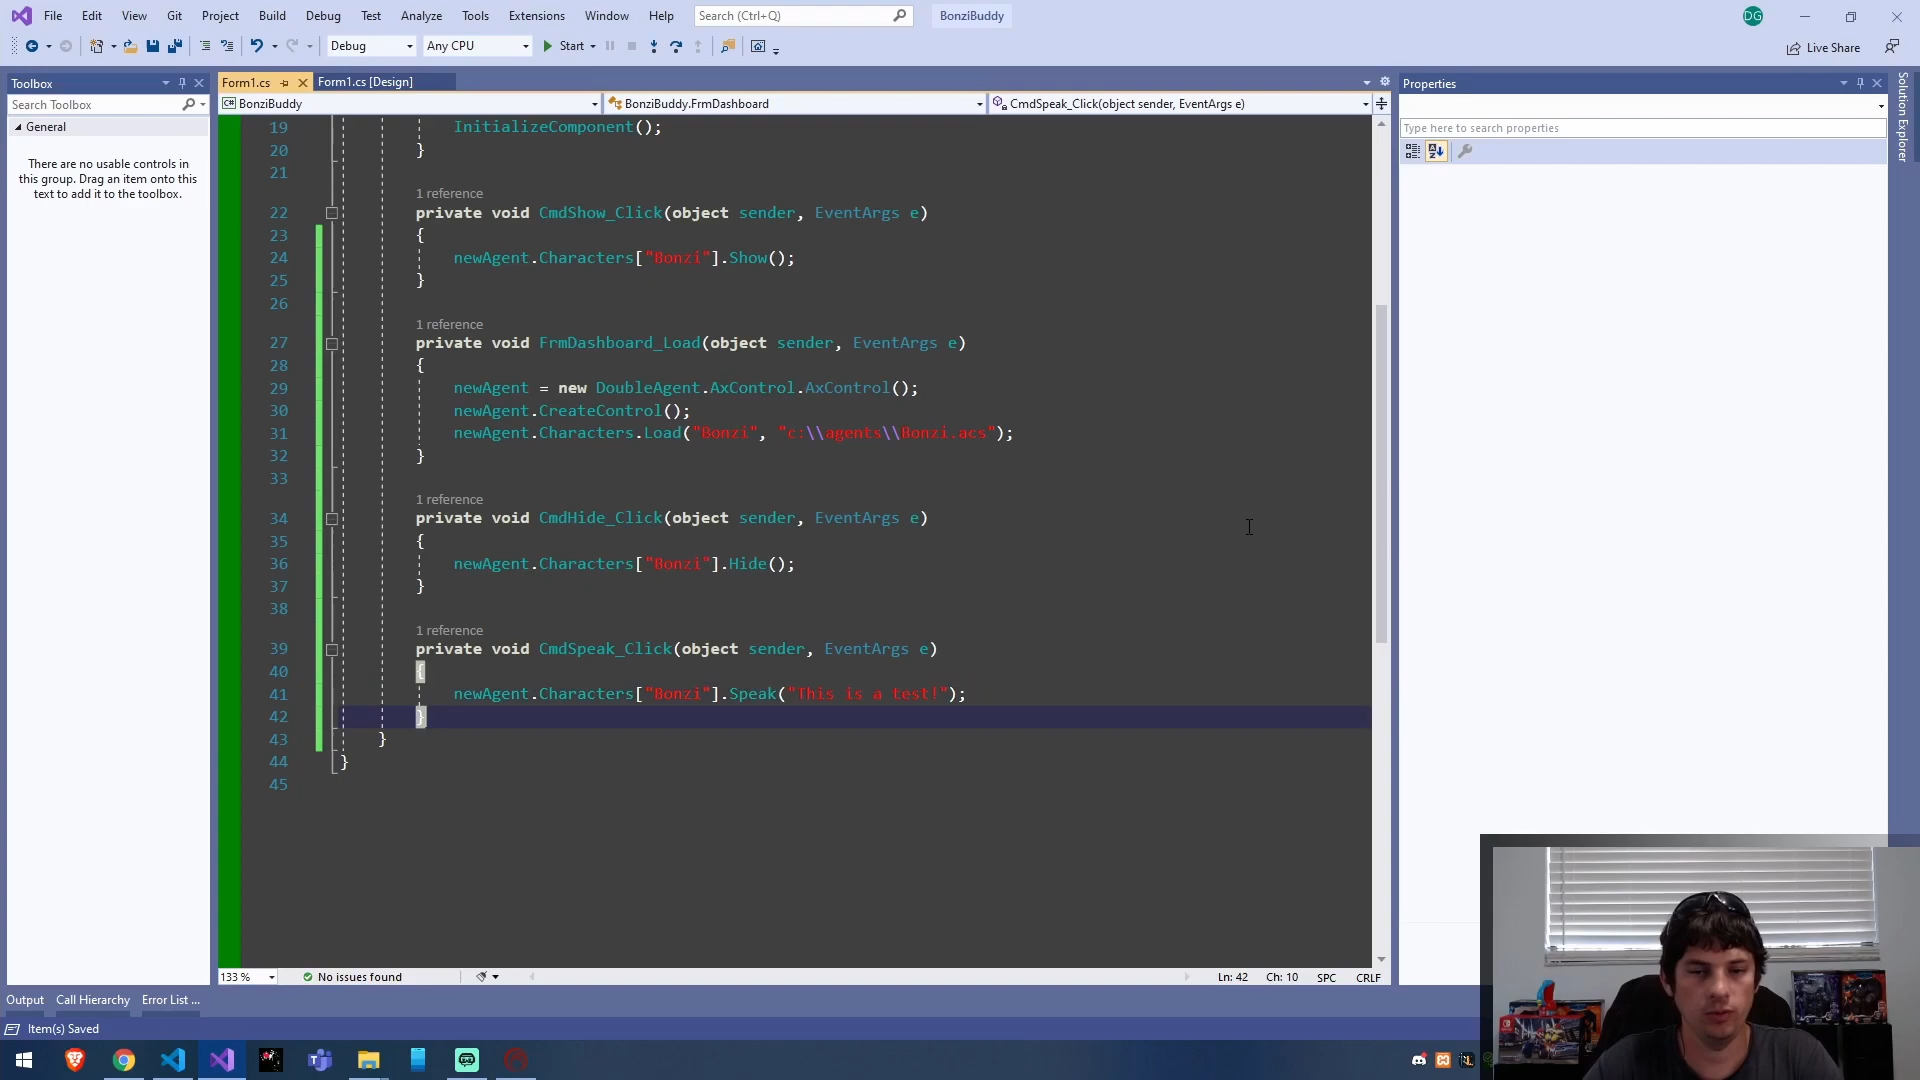 File Edit View Git Project Build Debug Test Analyze Tools Extensions Window Help Search (Ctrl+Q) BonziBuddy DG
Debug Any CPU Start Live Share
Toolbox
Search Toolbox
General
There are no usable controls in
this group. Drag an item onto this
text to add it to the toolbox.
Form1.cs Form1.cs [Design]
BonziBuddy BonziBuddy.FrmDashboard CmdSpeak_Click(object sender, EventArgs e)
19 InitializeComponent();
20 }
21
1 reference
22 private void CmdShow_Click(object sender, EventArgs e)
23 {
24 newAgent.Characters["Bonzi"].Show();
25 }
26
1 reference
27 private void FrmDashboard_Load(object sender, EventArgs e)
28 {
29 newAgent = new DoubleAgent.AxControl.AxControl();
30 newAgent.CreateControl();
31 newAgent.Characters.Load("Bonzi", "c:\\agents\\Bonzi.acs");
32 }
33
1 reference
34 private void CmdHide_Click(object sender, EventArgs e)
35 {
36 newAgent.Characters["Bonzi"].Hide();
37 }
38
1 reference
39 private void CmdSpeak_Click(object sender, EventArgs e)
40 {
41 newAgent.Characters["Bonzi"].Speak("This is a test!");
42 }
43 }
44 }
45
133 % No issues found Ln: 42 Ch: 10 SPC CRLF
Properties
Type here to search properties
Solution Explorer
Output Call Hierarchy Error List ...
Item(s) Saved